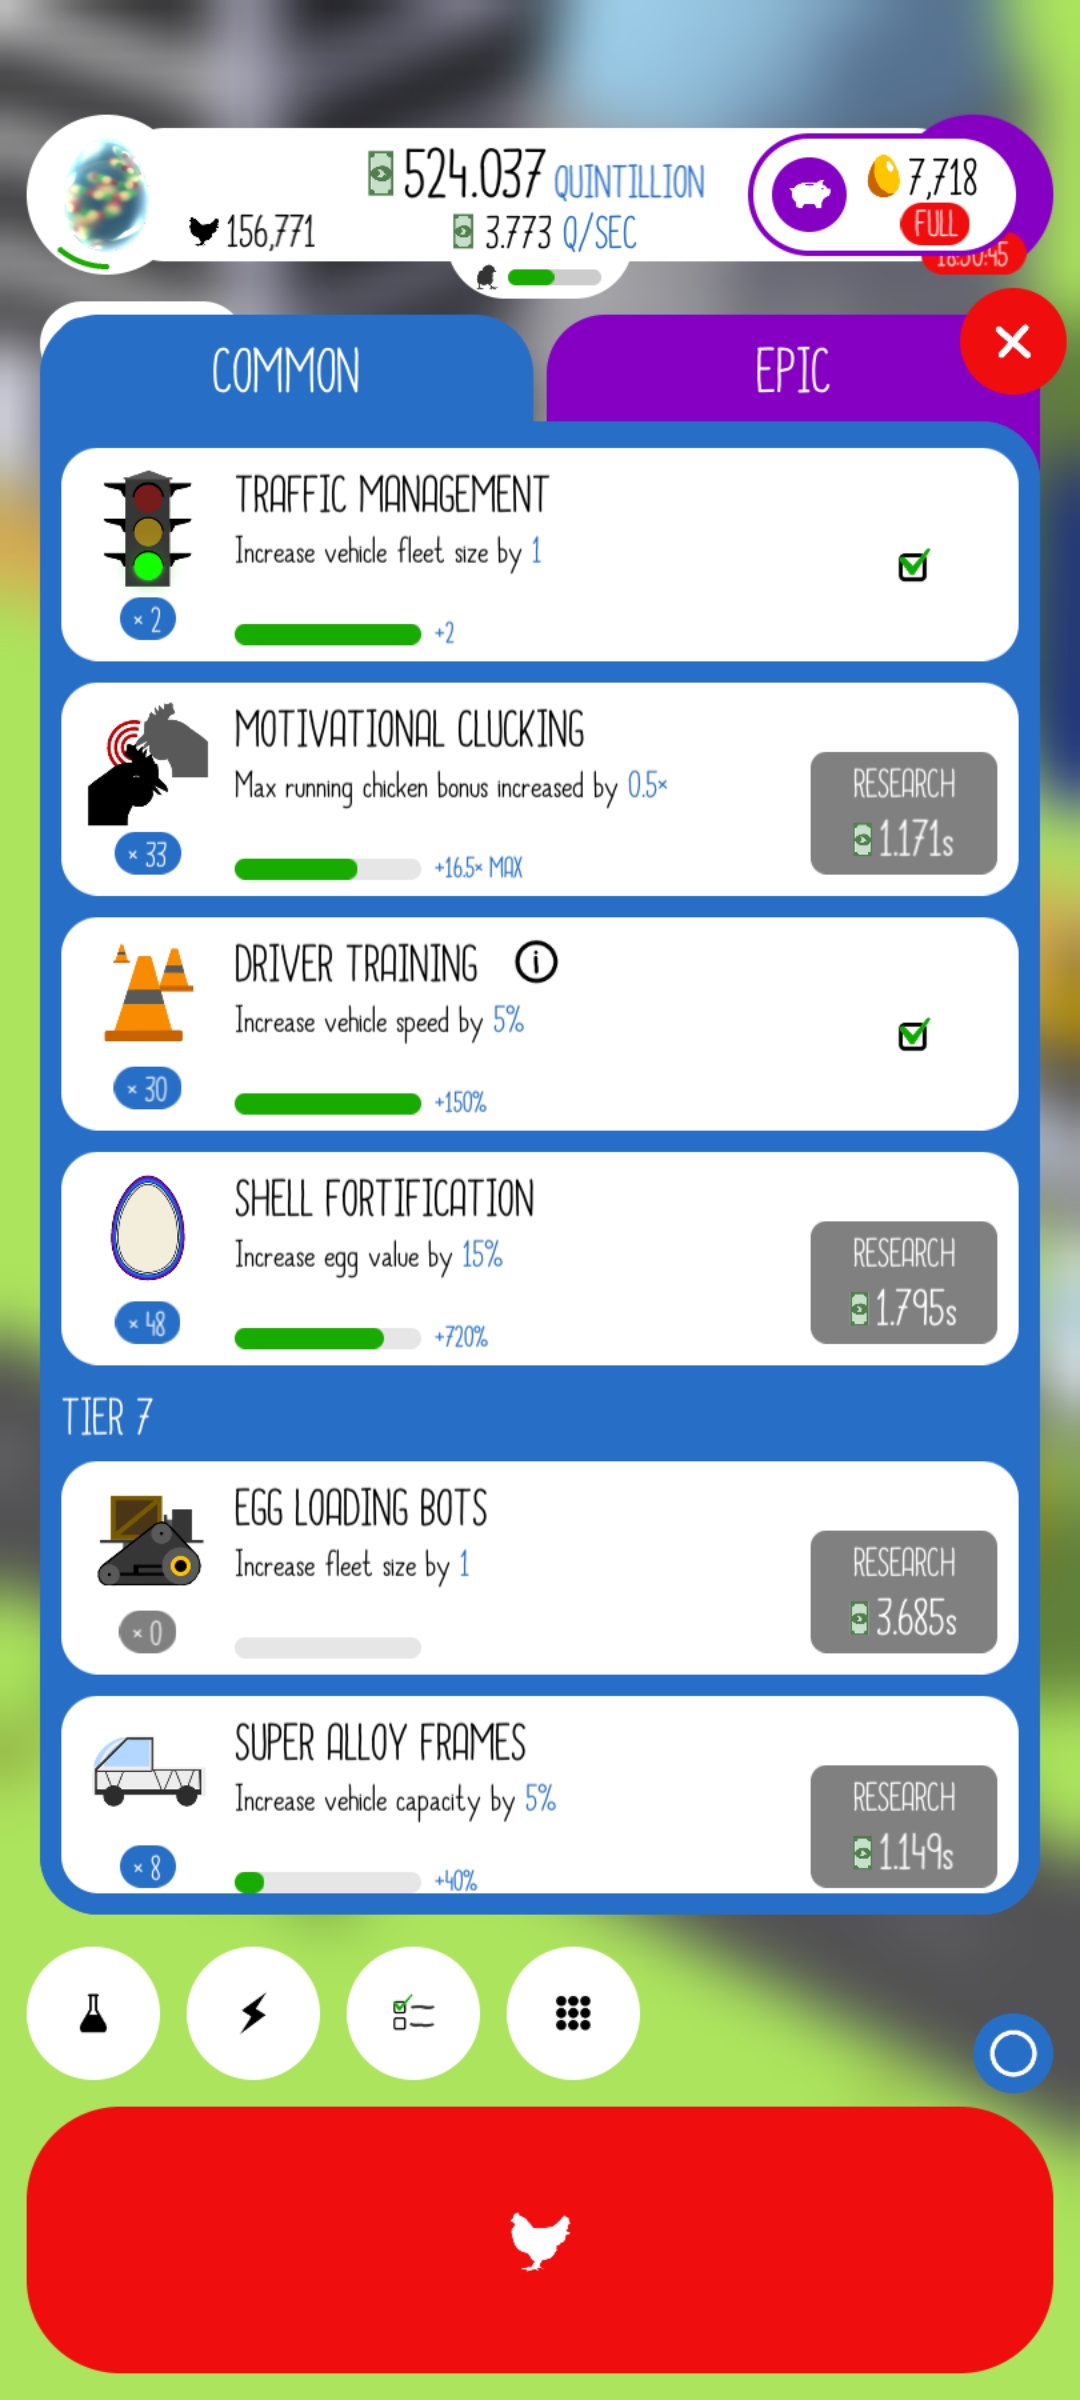 524.037 QUINTILLION
7,718
156,771
3.773 Q/SEC
FULL
18:50:45
COMMON
EPIC
TRAFFIC MANAGEMENT
Increase vehicle fleet size by 1
× 2
+2
MOTIVATIONAL CLUCKING
Max running chicken bonus increased by 0.5×
RESEARCH
1.171s
× 33
+16.5× MAX
DRIVER TRAINING
Increase vehicle speed by 5%
× 30
+150%
SHELL FORTIFICATION
Increase egg value by 15%
RESEARCH
1.795s
× 48
+720%
TIER 7
EGG LOADING BOTS
Increase fleet size by 1
RESEARCH
3.685s
× 0
SUPER ALLOY FRAMES
Increase vehicle capacity by 5%
RESEARCH
1.149s
× 8
+40%